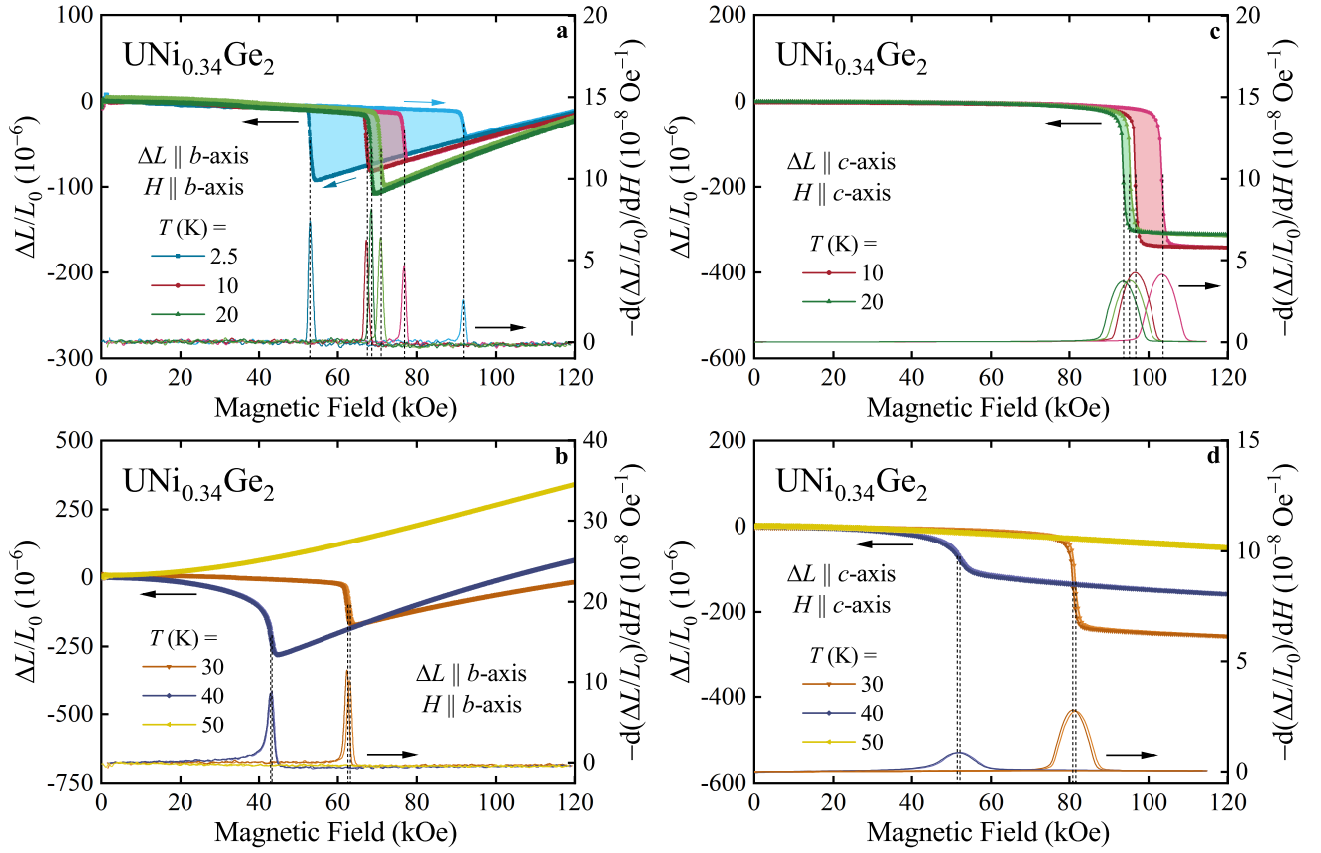 a
UNi0.34Ge2
ΔL || b-axis
H || b-axis
T (K) =
2.5
10
20
100
0
-100
-200
-300
ΔL/L0 (10−6)
20
15
10
5
0
−d(ΔL/L0)/dH (10−8 Oe−1)
0 20 40 60 80 100 120
Magnetic Field (kOe)
c
UNi0.34Ge2
ΔL || c-axis
H || c-axis
T (K) =
10
20
200
0
-200
-400
-600
ΔL/L0 (10−6)
20
15
10
5
0
−d(ΔL/L0)/dH (10−8 Oe−1)
0 20 40 60 80 100 120
Magnetic Field (kOe)
b
UNi0.34Ge2
T (K) =
30
40
50
ΔL || b-axis
H || b-axis
500
250
0
-250
-500
-750
ΔL/L0 (10−6)
40
30
20
10
0
−d(ΔL/L0)/dH (10−8 Oe−1)
0 20 40 60 80 100 120
Magnetic Field (kOe)
d
UNi0.34Ge2
ΔL || c-axis
H || c-axis
T (K) =
30
40
50
200
0
-200
-400
-600
ΔL/L0 (10−6)
15
10
5
0
−d(ΔL/L0)/dH (10−8 Oe−1)
0 20 40 60 80 100 120
Magnetic Field (kOe)